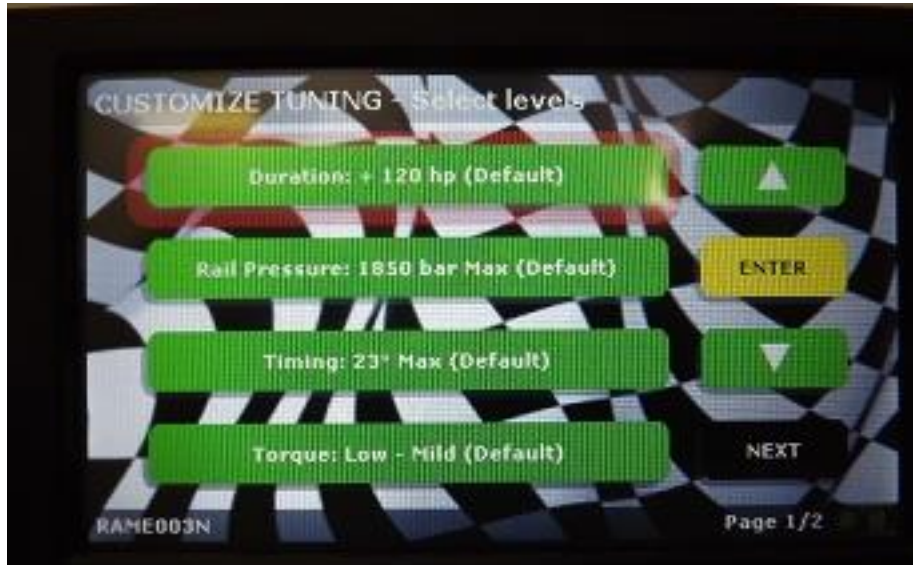 CUSTOMIZE TUNING - Select levels
Duration: + 120 hp (Default)
Rail Pressure: 1850 bar Max (Default)
ENTER
Timing: 23° Max (Default)
Torque: Low - Mild (Default)
NEXT
RAME003N
Page 1/2